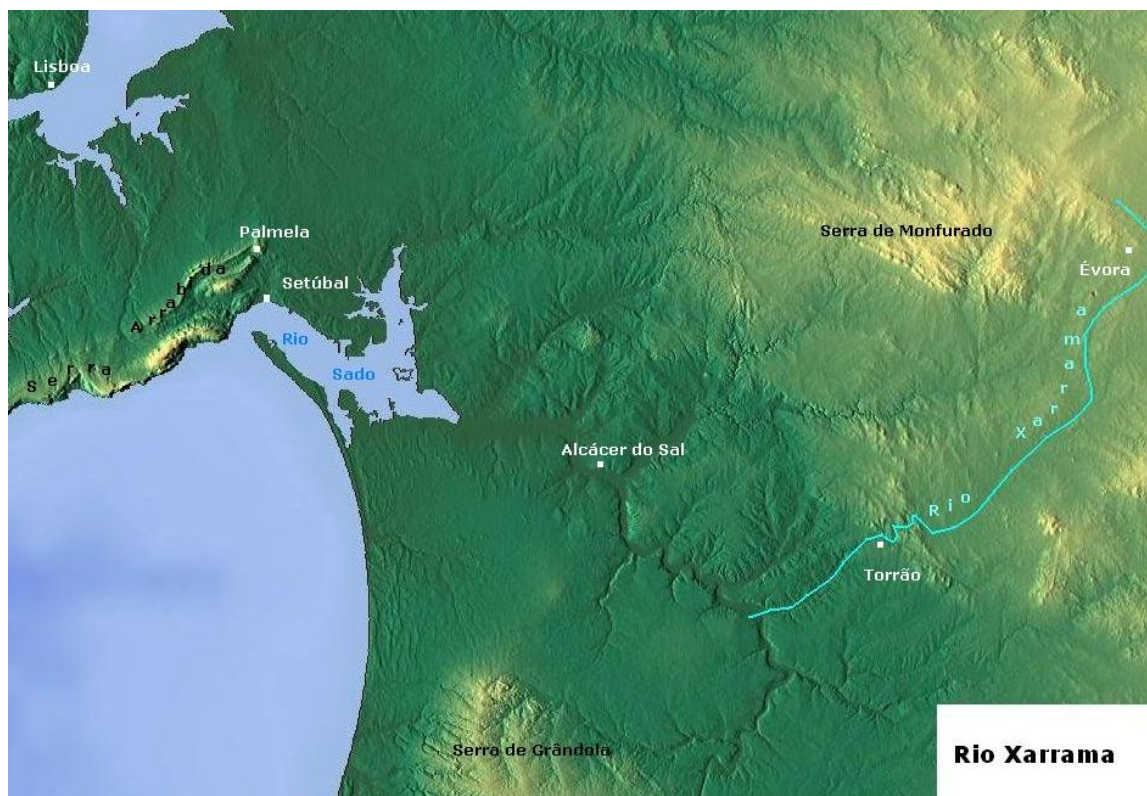 Lisboa
Palmela
Serra de Monfurado
Évora
Setúbal
Serra Arrabida
Rio
Sado
Rio Xarrama
Alcácer do Sal
Torrão
Serra de Grândola
Rio Xarrama